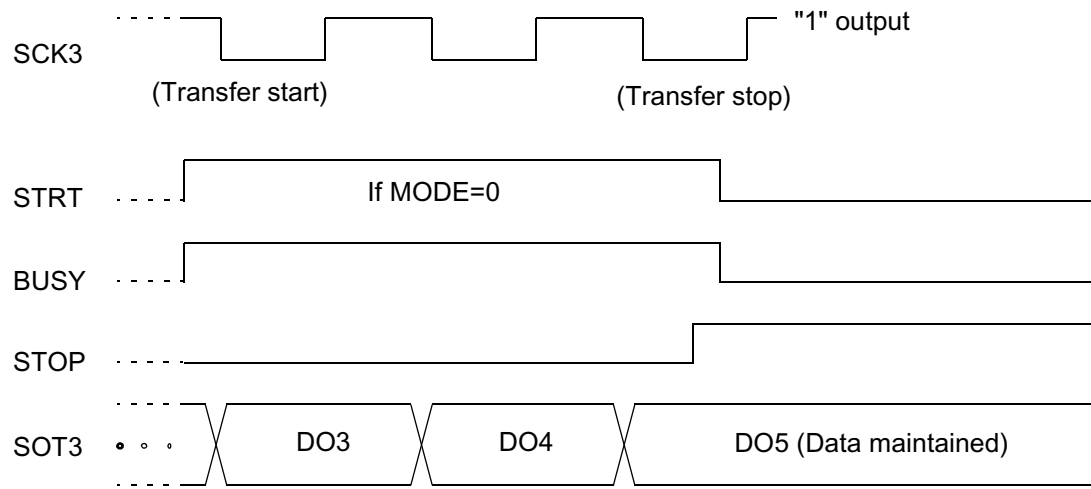 "1" output
SCK3
(Transfer start) (Transfer stop)
STRT If MODE=0
BUSY
STOP
SOT3 DO3 DO4 DO5 (Data maintained)